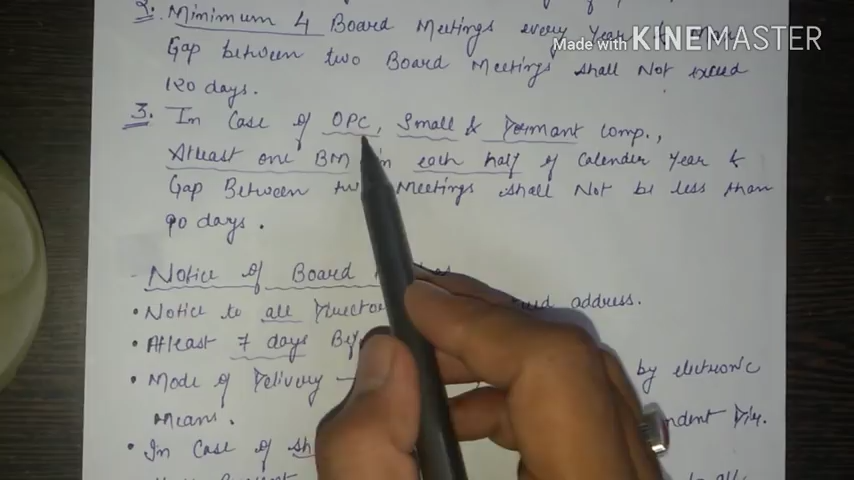 2. Minimum 4 Board Meetings every Year &
Made with KINEMASTER
Gap between two Board Meetings shall Not exceed
120 days.
3. In Case of OPC, Small & Dormant Comp.,
Atleast one BM in each half of Calender Year &
Gap Between Meetings shall Not be less than
90 days.
Notice of Board
• Notice to all address.
• Atleast 7 days
• Mode of Delivery — by electronic
Means. Dir.
• In Case of